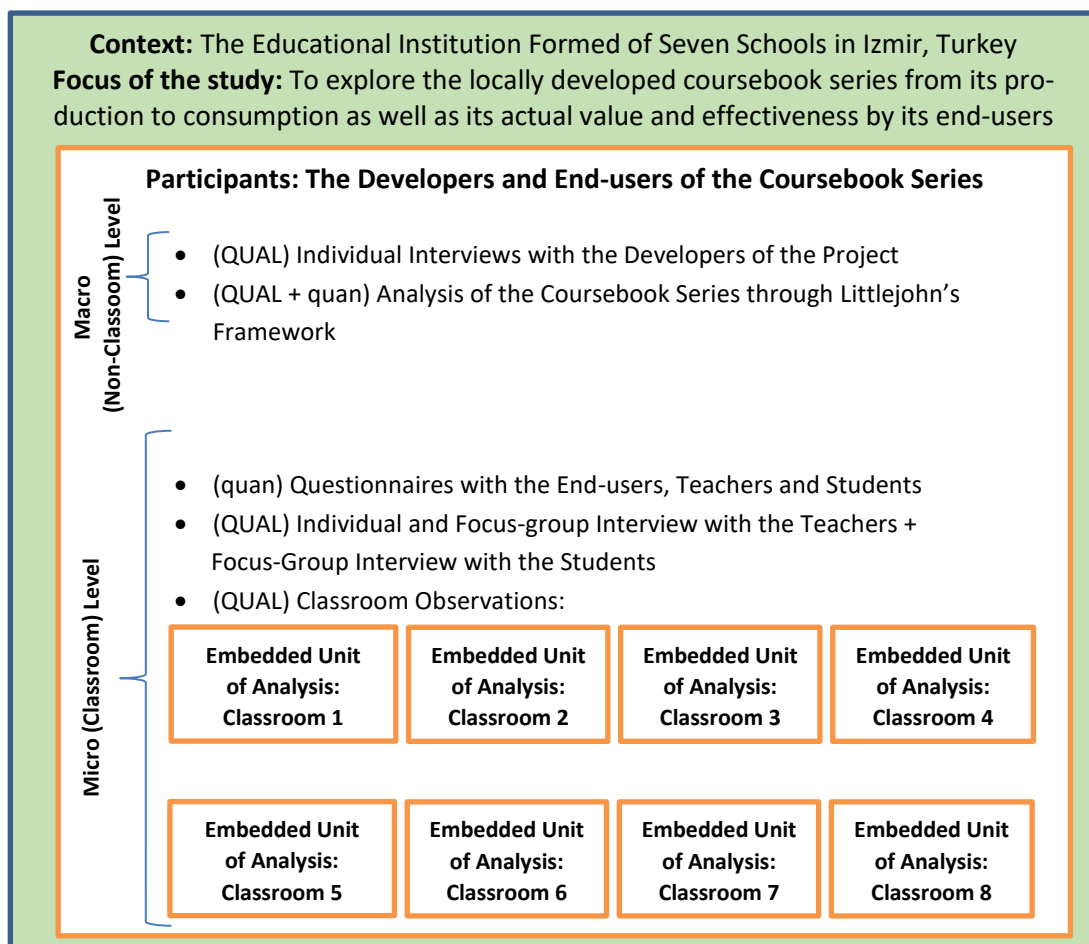 Context: The Educational Institution Formed of Seven Schools in Izmir, Turkey
Focus of the study: To explore the locally developed coursebook series from its pro-
duction to consumption as well as its actual value and effectiveness by its end-users
Participants: The Developers and End-users of the Coursebook Series
Macro
(Non-Classoom) Level
• (QUAL) Individual Interviews with the Developers of the Project
• (QUAL + quan) Analysis of the Coursebook Series through Littlejohn’s
Framework
Micro (Classroom) Level
• (quan) Questionnaires with the End-users, Teachers and Students
• (QUAL) Individual and Focus-group Interview with the Teachers +
Focus-Group Interview with the Students
• (QUAL) Classroom Observations:
Embedded Unit
of Analysis:
Classroom 1
Embedded Unit
of Analysis:
Classroom 2
Embedded Unit
of Analysis:
Classroom 3
Embedded Unit
of Analysis:
Classroom 4
Embedded Unit
of Analysis:
Classroom 5
Embedded Unit
of Analysis:
Classroom 6
Embedded Unit
of Analysis:
Classroom 7
Embedded Unit
of Analysis:
Classroom 8